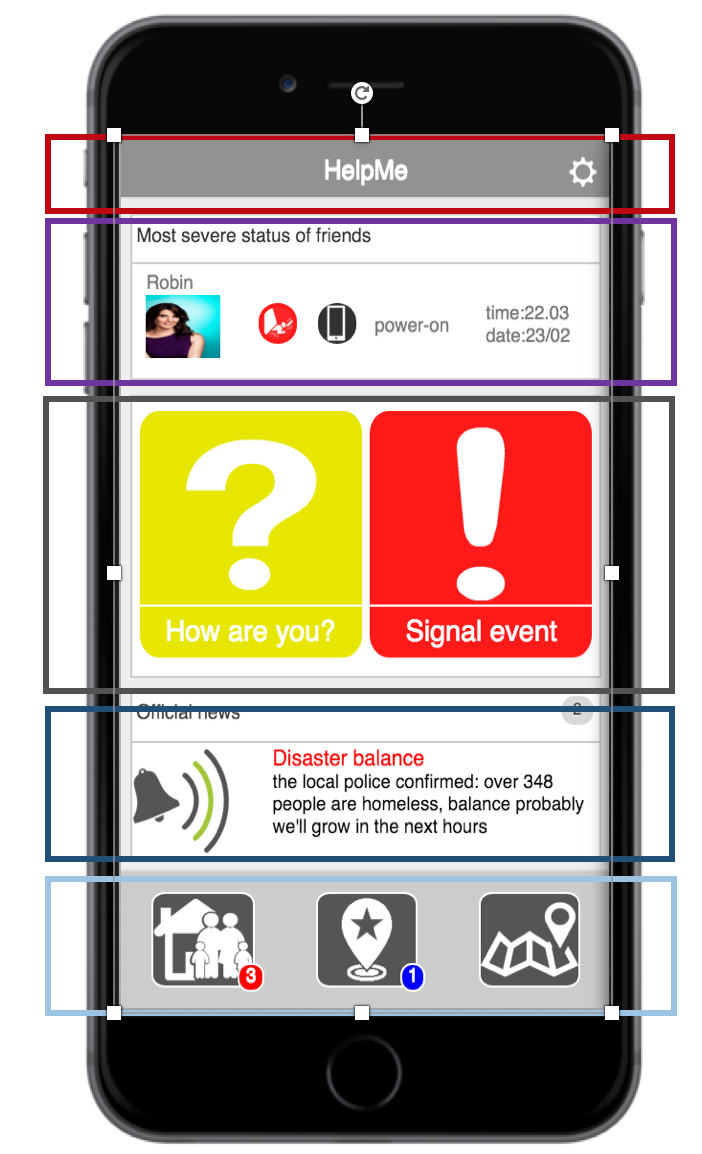 HelpMe
Most severe status of friends
Robin
power-on
time:22.03
date:23/02
How are you?
Signal event
Official news
2
Disaster balance
the local police confirmed: over 348
people are homeless, balance probably
we'll grow in the next hours
3
1